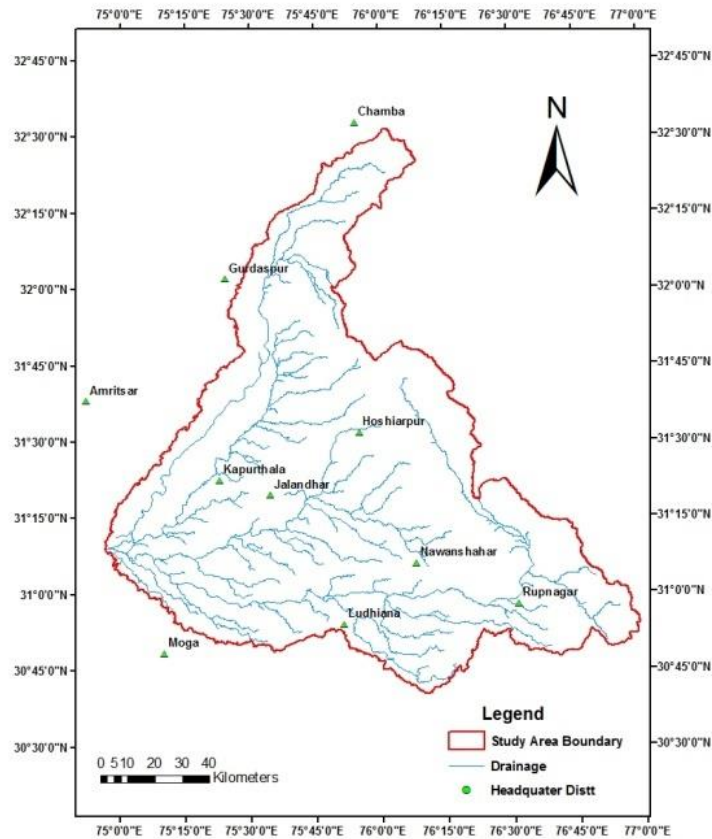 75°0'0"E 75°15'0"E 75°30'0"E 75°45'0"E 76°0'0"E 76°15'0"E 76°30'0"E 76°45'0"E 77°0'0"E
32°45'0"N 32°45'0"N
Chamba
N
32°30'0"N 32°30'0"N
32°15'0"N 32°15'0"N
Gurdaspur
32°0'0"N 32°0'0"N
31°45'0"N 31°45'0"N
Amritsar
Hoshiarpur
31°30'0"N 31°30'0"N
Kapurthala
Jalandhar
31°15'0"N 31°15'0"N
Nawanshahar
31°0'0"N 31°0'0"N
Rupnagar
Ludhiana
Moga
30°45'0"N 30°45'0"N
Legend
30°30'0"N 30°30'0"N
Study Area Boundary
Drainage
Headquater Distt
0 5 10 20 30 40
Kilometers
75°0'0"E 75°15'0"E 75°30'0"E 75°45'0"E 76°0'0"E 76°15'0"E 76°30'0"E 76°45'0"E 77°0'0"E